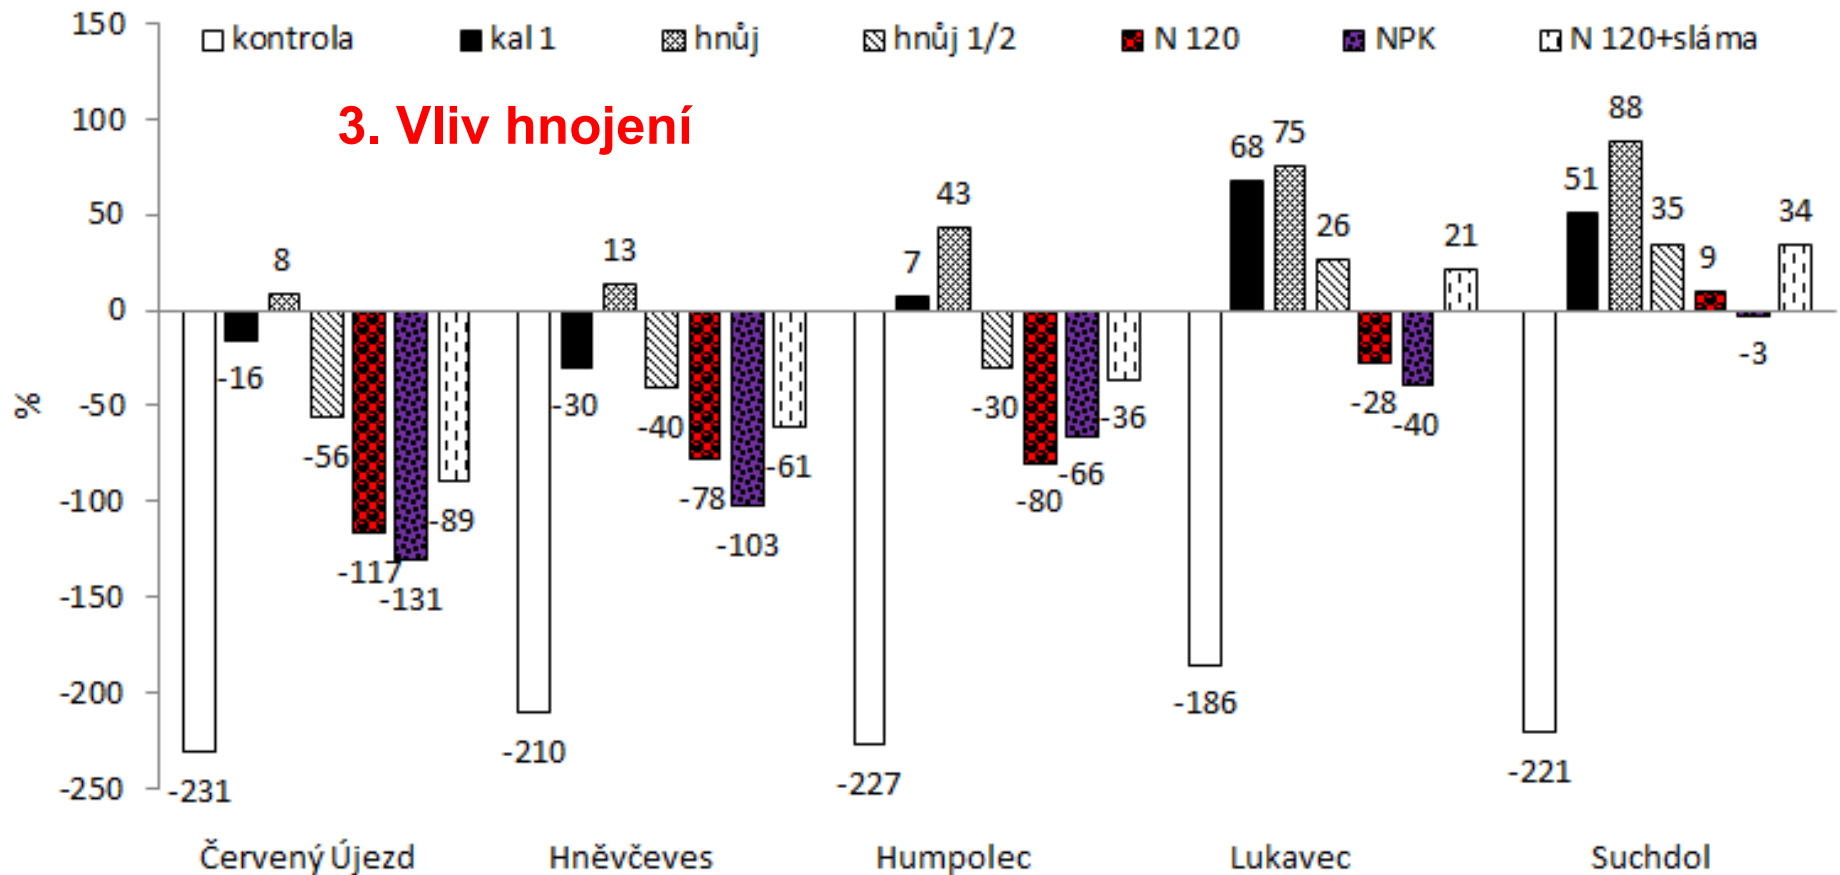 kontrola kal 1 hnůj hnůj 1/2 N 120 NPK N 120+sláma
3. Vliv hnojení
%
150
100
50
0
-50
-100
-150
-200
-250
-231 -16 8 -56 -117 -131 -89
-210 -30 13 -40 -78 -103 -61
-227 7 43 -30 -80 -66 -36
-186 68 75 26 -28 -40 21
-221 51 88 35 9 -3 34
Červený Újezd Hněvčeves Humpolec Lukavec Suchdol